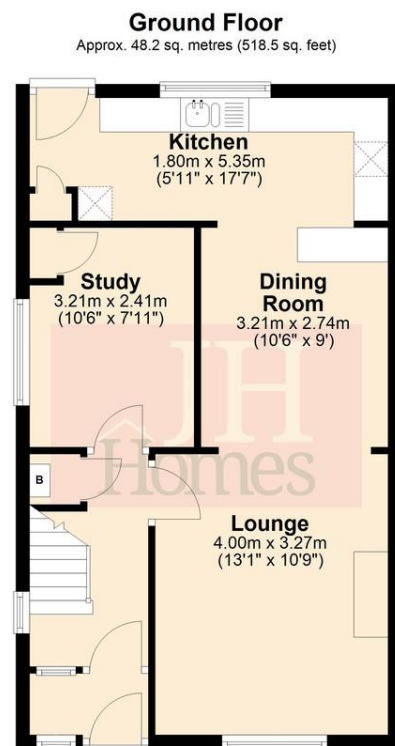 Ground Floor
Approx. 48.2 sq. metres (518.5 sq. feet)
Kitchen
1.80m x 5.35m
(5'11" x 17'7")
Study
3.21m x 2.41m
(10'6" x 7'11")
Dining
Room
3.21m x 2.74m
(10'6" x 9')
JH
Homes
B
Lounge
4.00m x 3.27m
(13'1" x 10'9")